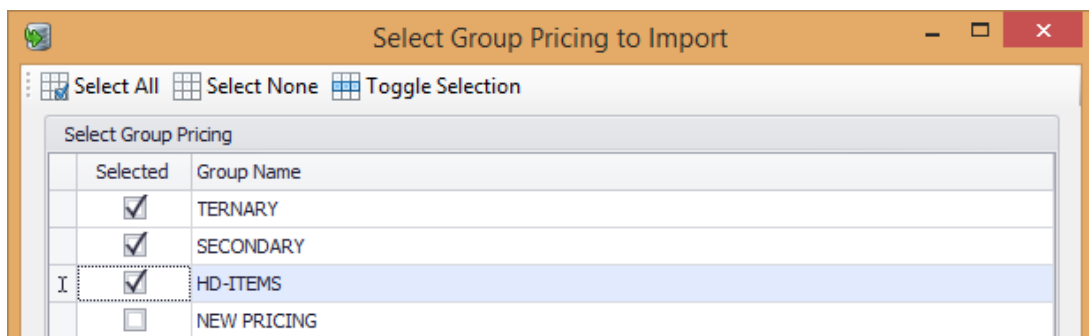 Select Group Pricing to Import
Select All Select None Toggle Selection
Select Group Pricing
Selected Group Name
TERNARY
SECONDARY
HD-ITEMS
NEW PRICING